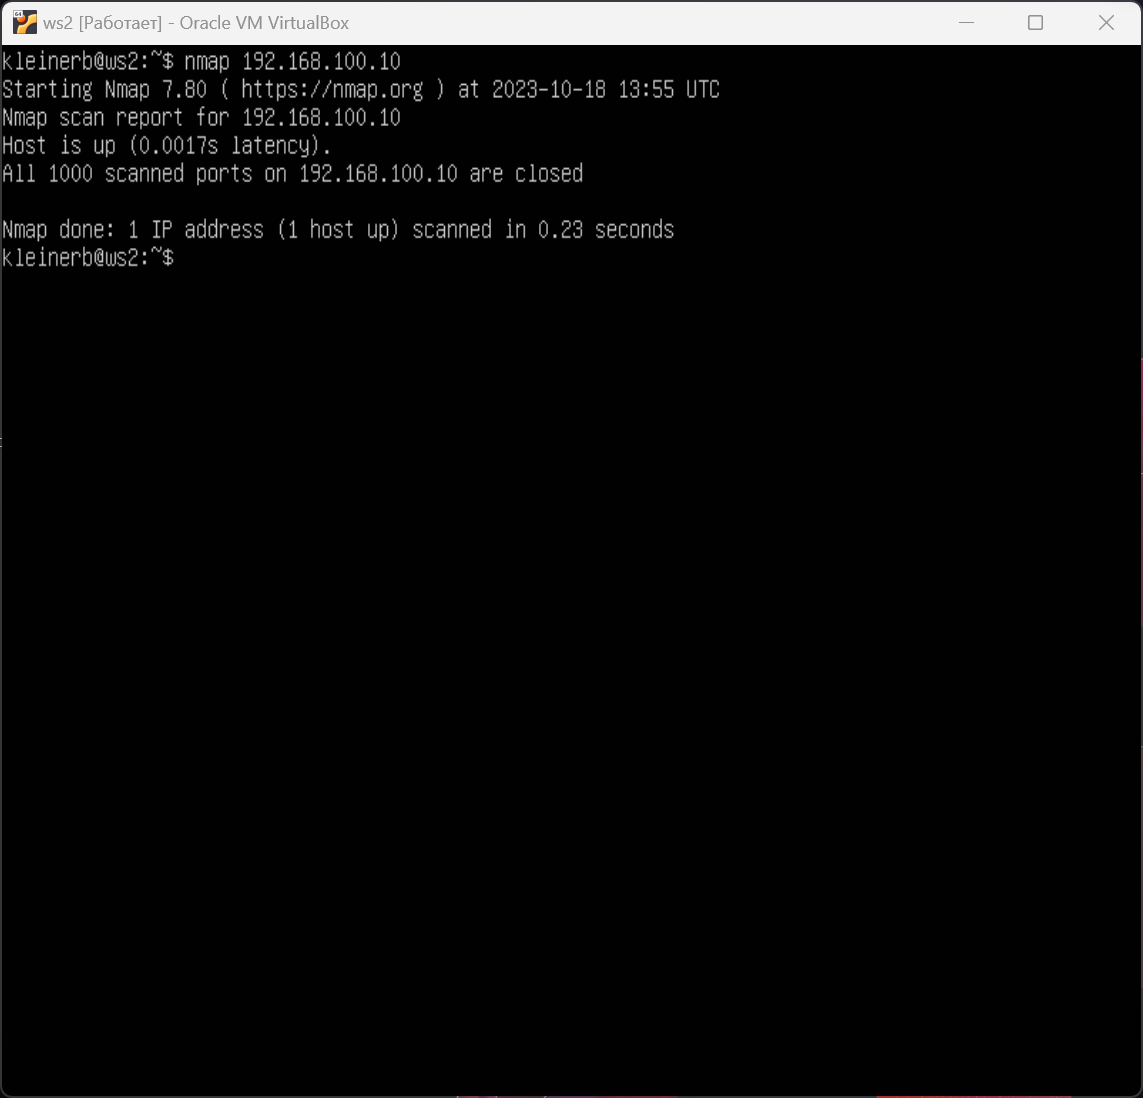 ws2 [Работает] - Oracle VM VirtualBox
kleinerb@ws2:~$ nmap 192.168.100.10
Starting Nmap 7.80 ( https://nmap.org ) at 2023-10-18 13:55 UTC
Nmap scan report for 192.168.100.10
Host is up (0.0017s latency).
All 1000 scanned ports on 192.168.100.10 are closed
Nmap done: 1 IP address (1 host up) scanned in 0.23 seconds
kleinerb@ws2:~$